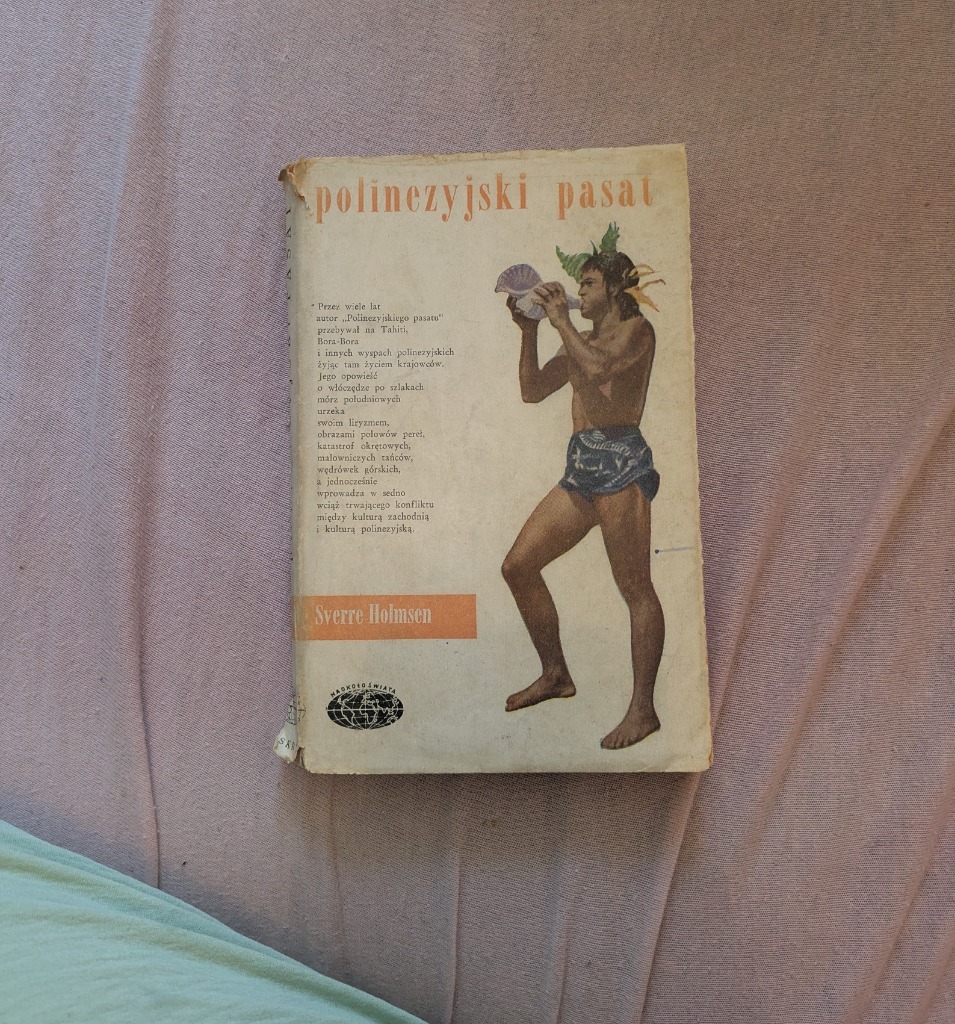 polinezyjski pasat
Przez wiele lat
autor „Polinezyjskiego pasatu"
przebywał na Tahiti,
Bora-Bora
i innych wyspach polinezyjskich
żyjąc tam życiem krajowców.
Jego opowieść
o włóczędze po szlakach
mórz południowych
urzeka
swoim liryzmem,
obrazami połowów pereł,
katastrof okrętowych,
malowniczych tańców,
wędrówek górskich,
a jednocześnie
wprowadza w sedno
wciąż trwającego konfliktu
między kulturą zachodnią
i kulturą polinezyjską.
Sverre Holmsen
NAOKOŁO ŚWIATA